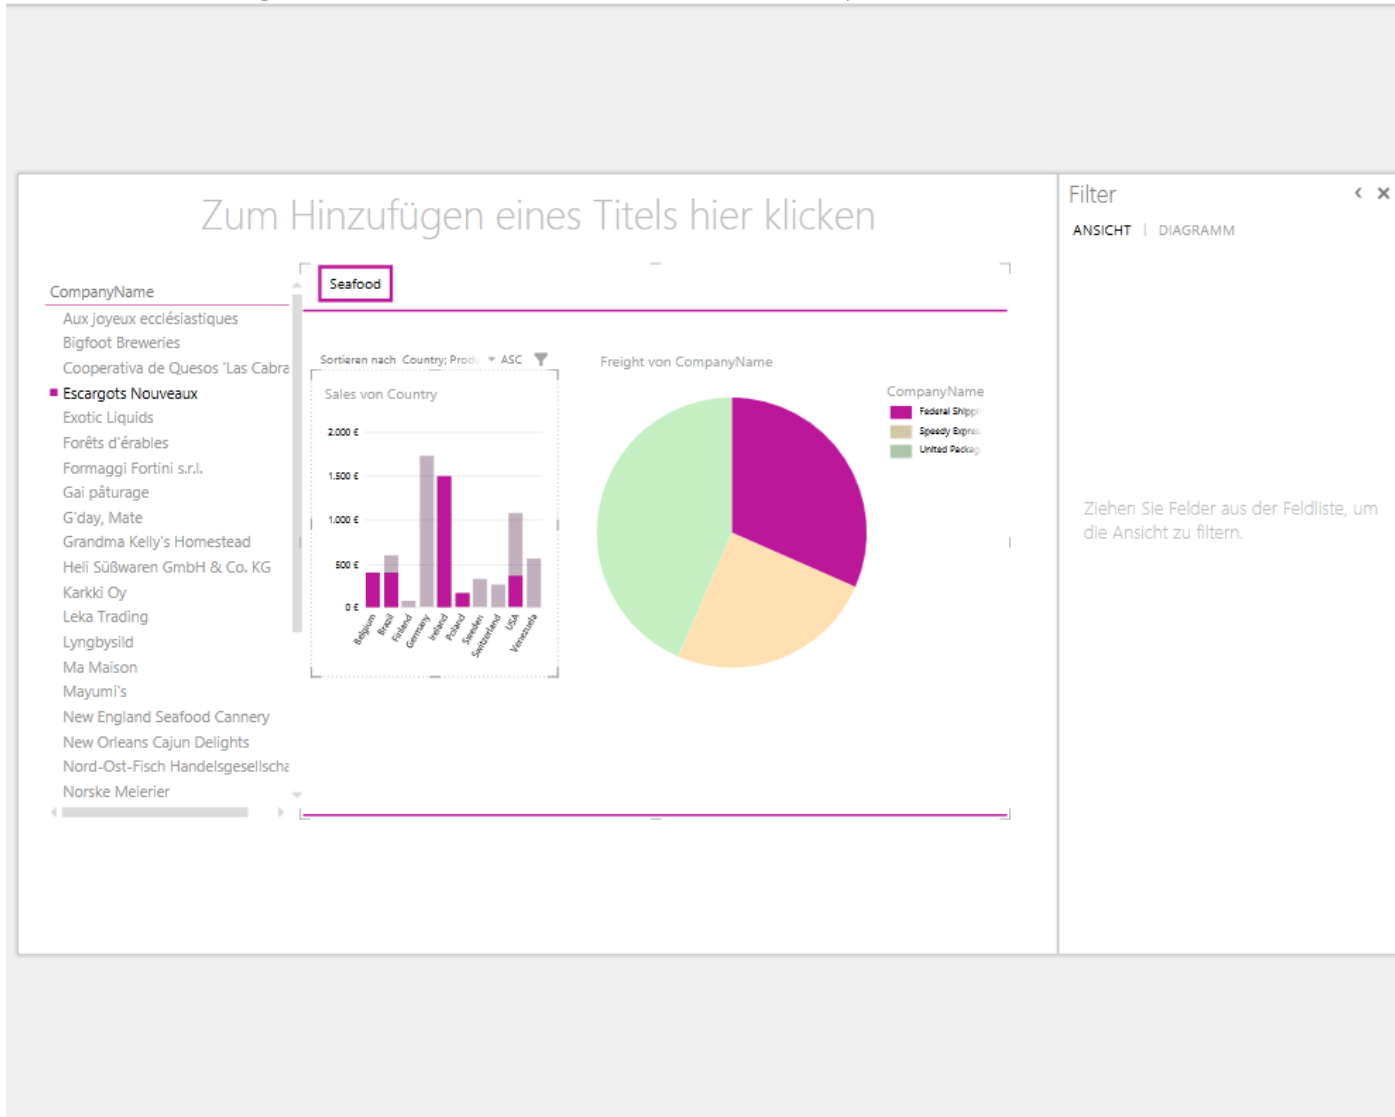 Zum Hinzufügen eines Titels hier klicken
Filter
ANSICHT | DIAGRAMM
Seafood
CompanyName
Aux joyeux ecclésiastiques
Bigfoot Breweries
Cooperativa de Quesos 'Las Cabra
Escargots Nouveaux
Exotic Liquids
Forêts d'érables
Formaggi Fortini s.r.l.
Gai pâturage
G'day, Mate
Grandma Kelly's Homestead
Heli Süßwaren GmbH & Co. KG
Karkki Oy
Leka Trading
Lyngbysild
Ma Maison
Mayumi's
New England Seafood Cannery
New Orleans Cajun Delights
Nord-Ost-Fisch Handelsgesellscha
Norske Meierier
Sortieren nach Country; Produ ASC
Sales von Country
2.000 €
1.500 €
1.000 €
500 €
0 €
Belgium
Brazil
Finland
Germany
Ireland
Poland
Sweden
Switzerland
USA
Venezuela
Freight von CompanyName
CompanyName
Federal Shippi
Speedy Expres
United Packag
Ziehen Sie Felder aus der Feldliste, um
die Ansicht zu filtern.